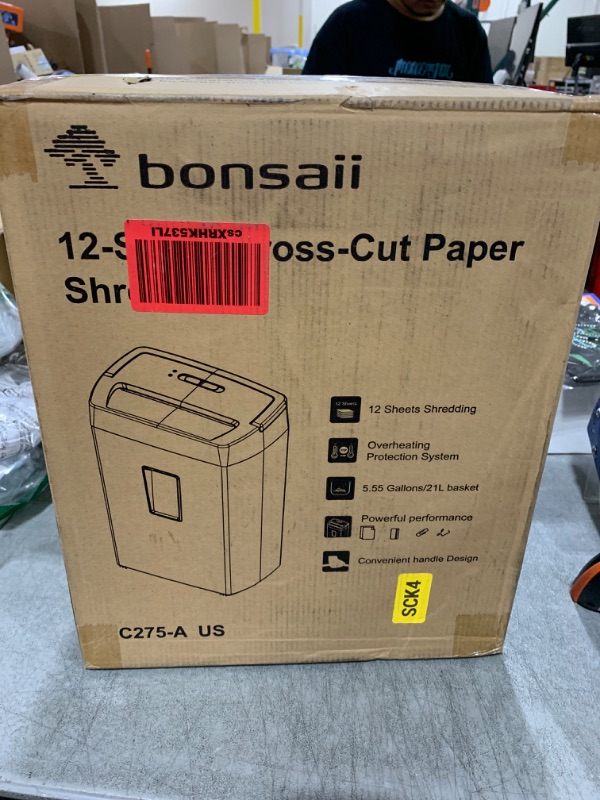 bonsaii
csXRHK537LI
12-S oss-Cut Paper
Shr
12 Sheets
12 Sheets Shredding
Overheating
Protection System
5.55 Gallons/21L basket
Powerful performance
Convenient handle Design
SCK4
C275-A US